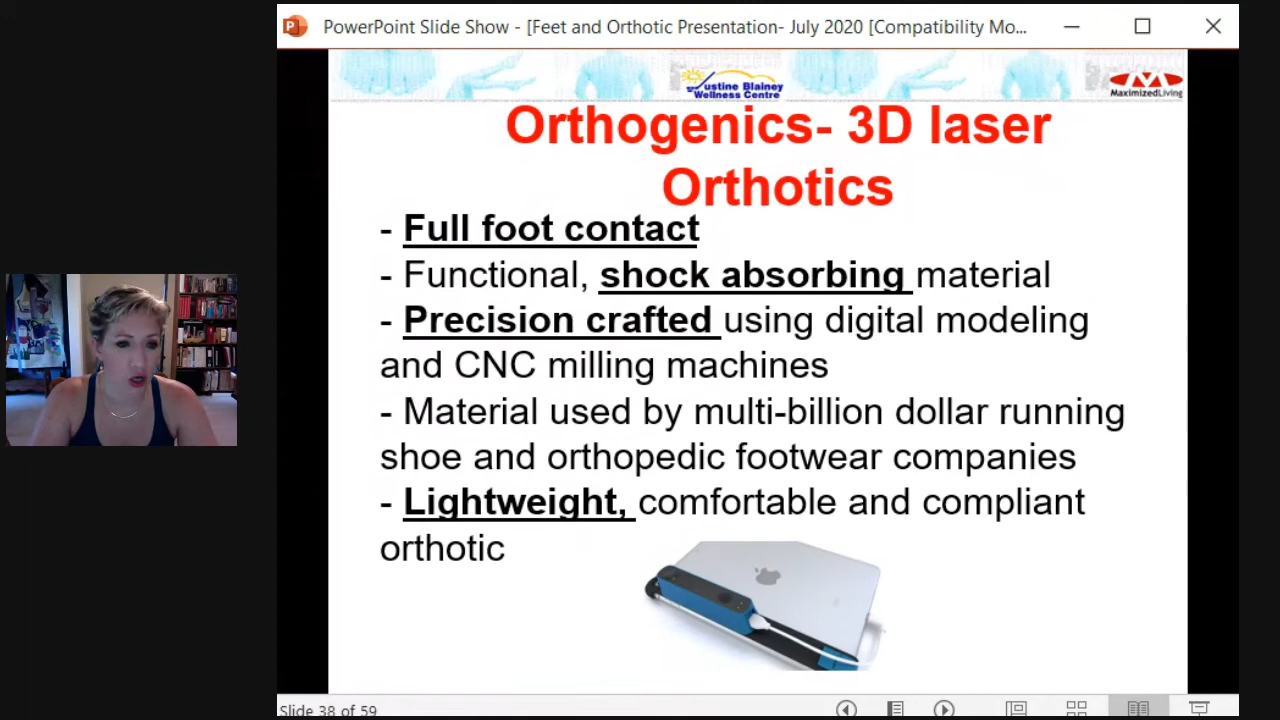 PowerPoint Slide Show - [Feet and Orthotic Presentation- July 2020 [Compatibility Mo...
ustine Blainey
Wellness Centre
MaximizedLiving
Orthogenics- 3D laser
Orthotics
- Full foot contact
- Functional, shock absorbing material
- Precision crafted using digital modeling
and CNC milling machines
- Material used by multi-billion dollar running
shoe and orthopedic footwear companies
- Lightweight, comfortable and compliant
orthotic
Slide 38 of 59